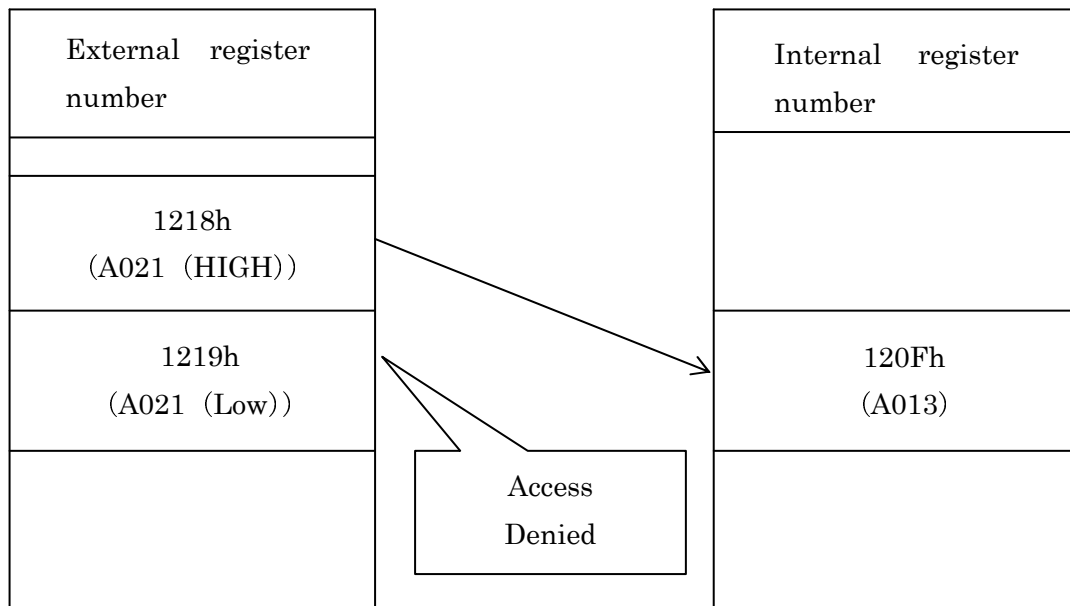 External register
number
1218h
(A021 (HIGH))
1219h
(A021 (Low))
Access
Denied
Internal register
number
120Fh
(A013)